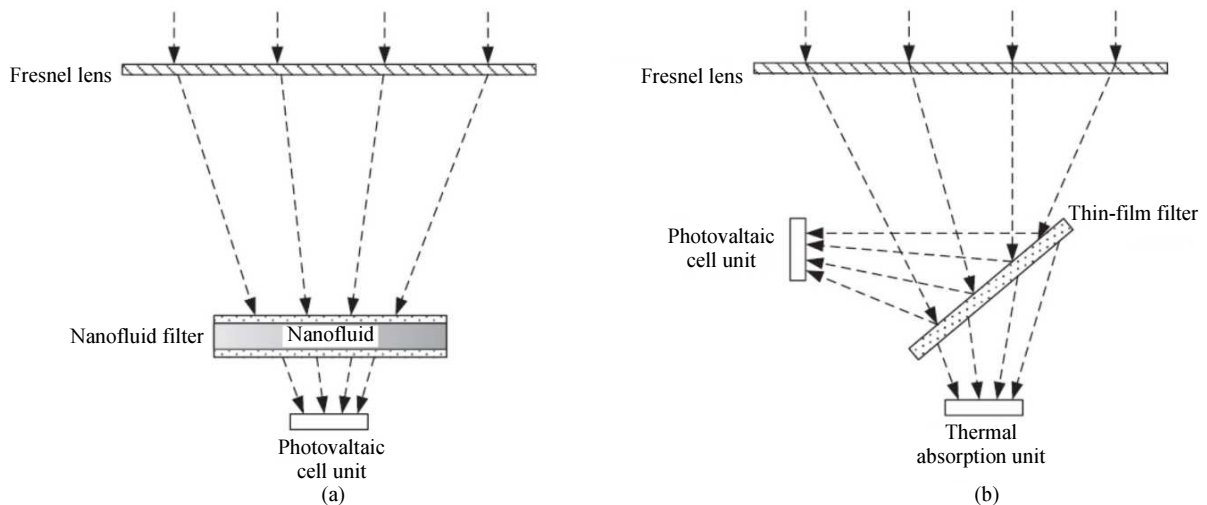 Fresnel lens
Nanofluid filter
Nanofluid
Photovaltaic
cell unit
(a)
Fresnel lens
Thin-film filter
Photovaltaic
cell unit
Thermal
absorption unit
(b)